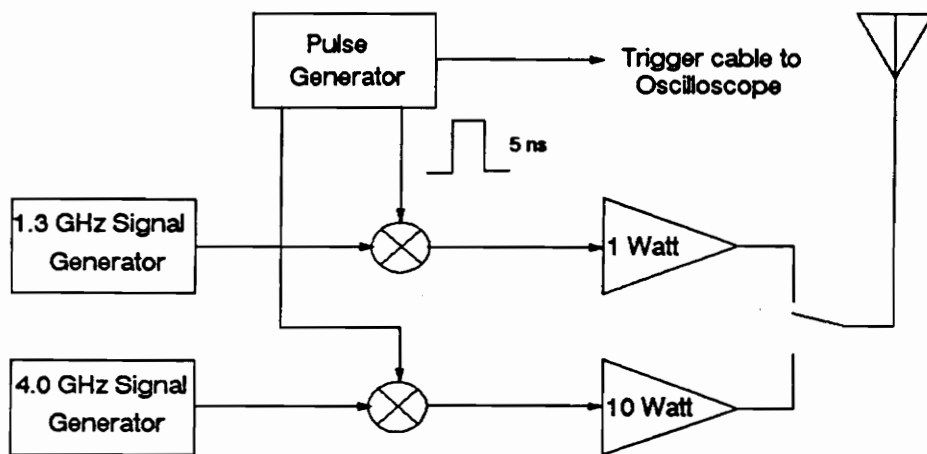 Pulse
Generator
Trigger cable to
Oscilloscope
5 ns
1.3 GHz Signal
Generator
1 Watt
4.0 GHz Signal
Generator
10 Watt